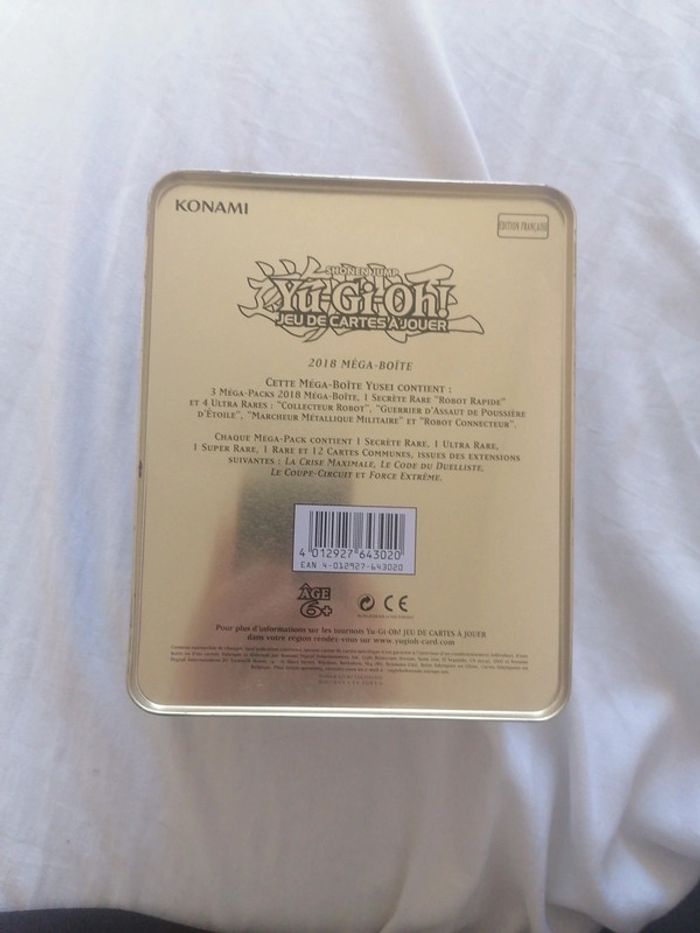 KONAMI
ÉDITION FRANÇAISE
SHONEN JUMP
Yu-Gi-Oh!
JEU DE CARTES À JOUER
2018 MÉGA-BOÎTE
CETTE MÉGA-BOÎTE YUSEI CONTIENT :
3 MÉGA-PACKS 2018 MÉGA-BOÎTE, 1 SECRÈTE RARE "ROBOT RAPIDE"
ET 4 ULTRA RARES : "COLLECTEUR ROBOT", "GUERRIER D'ASSAUT DE POUSSIÈRE
D'ÉTOILE", "MARCHEUR MÉTALLIQUE MILITAIRE" ET "ROBOT CONNECTEUR".
CHAQUE MÉGA-PACK CONTIENT 1 SECRÈTE RARE, 1 ULTRA RARE,
1 SUPER RARE, 1 RARE ET 12 CARTES COMMUNES, ISSUES DES EXTENSIONS
SUIVANTES : LA CRISE MAXIMALE, LE CODE DU DUELLISTE,
LE COUPE-CIRCUIT ET FORCE EXTRÊME.
4 012927 643020
EAN 4-012927-643020
ÂGE
6+
CE
Pour plus d'informations sur les tournois Yu-Gi-Oh! JEU DE CARTES À JOUER
dans votre région rendez-vous sur www.yugioh-card.com